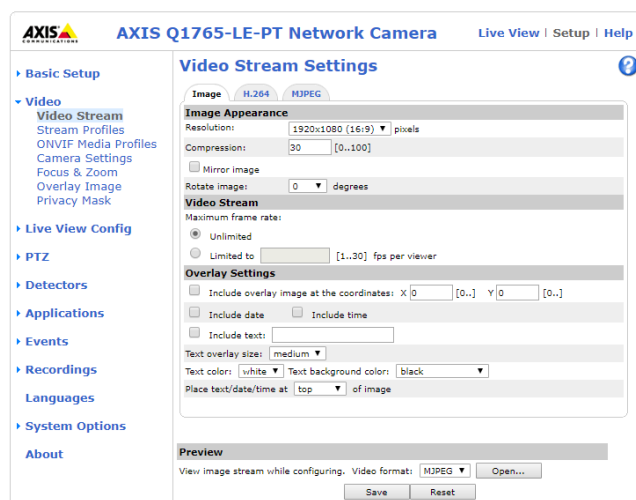 AXIS
COMMUNICATIONS
AXIS Q1765-LE-PT Network Camera
Live View | Setup | Help
Basic Setup
Video
Video Stream
Stream Profiles
ONVIF Media Profiles
Camera Settings
Focus & Zoom
Overlay Image
Privacy Mask
Live View Config
PTZ
Detectors
Applications
Events
Recordings
Languages
System Options
About
Video Stream Settings
?
Image H.264 MJPEG
Image Appearance
Resolution: 1920x1080 (16:9) pixels
Compression: 30 [0..100]
Mirror image
Rotate image: 0 degrees
Video Stream
Maximum frame rate:
Unlimited
Limited to [1..30] fps per viewer
Overlay Settings
Include overlay image at the coordinates: X 0 [0..] Y 0 [0..]
Include date Include time
Include text:
Text overlay size: medium
Text color: white Text background color: black
Place text/date/time at top of image
Preview
View image stream while configuring. Video format: MJPEG Open...
Save Reset